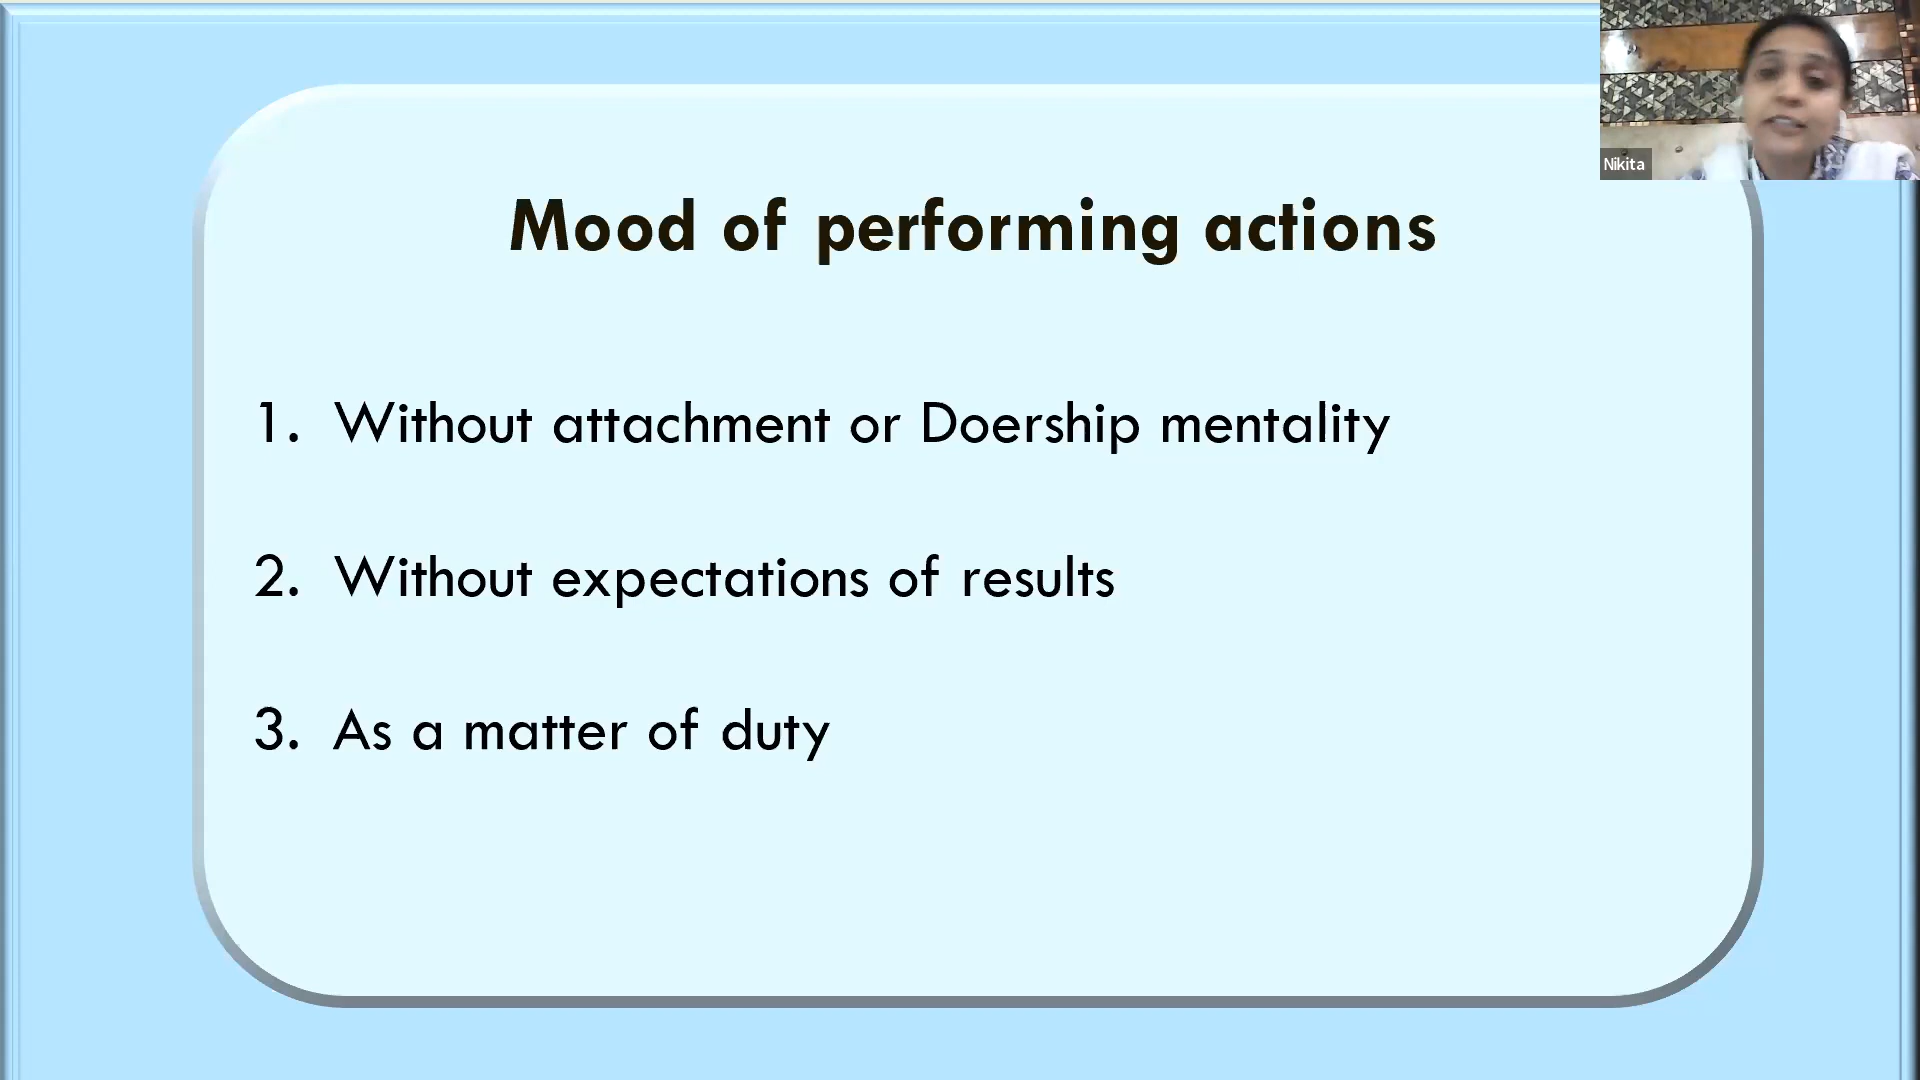 Nikita
Mood of performing actions
1. Without attachment or Doership mentality
2. Without expectations of results
3. As a matter of duty